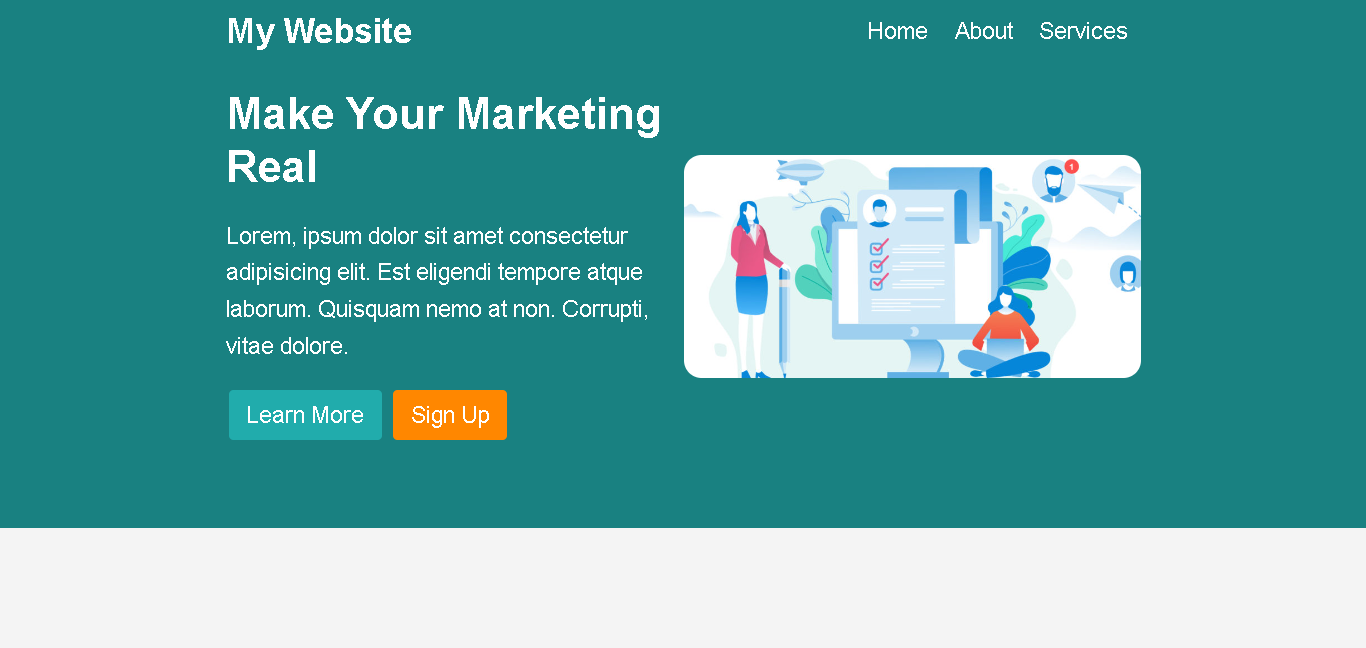 My Website
Home About Services
Make Your Marketing
Real
Lorem, ipsum dolor sit amet consectetur
adipisicing elit. Est eligendi tempore atque
laborum. Quisquam nemo at non. Corrupti,
vitae dolore.
Learn More Sign Up
1